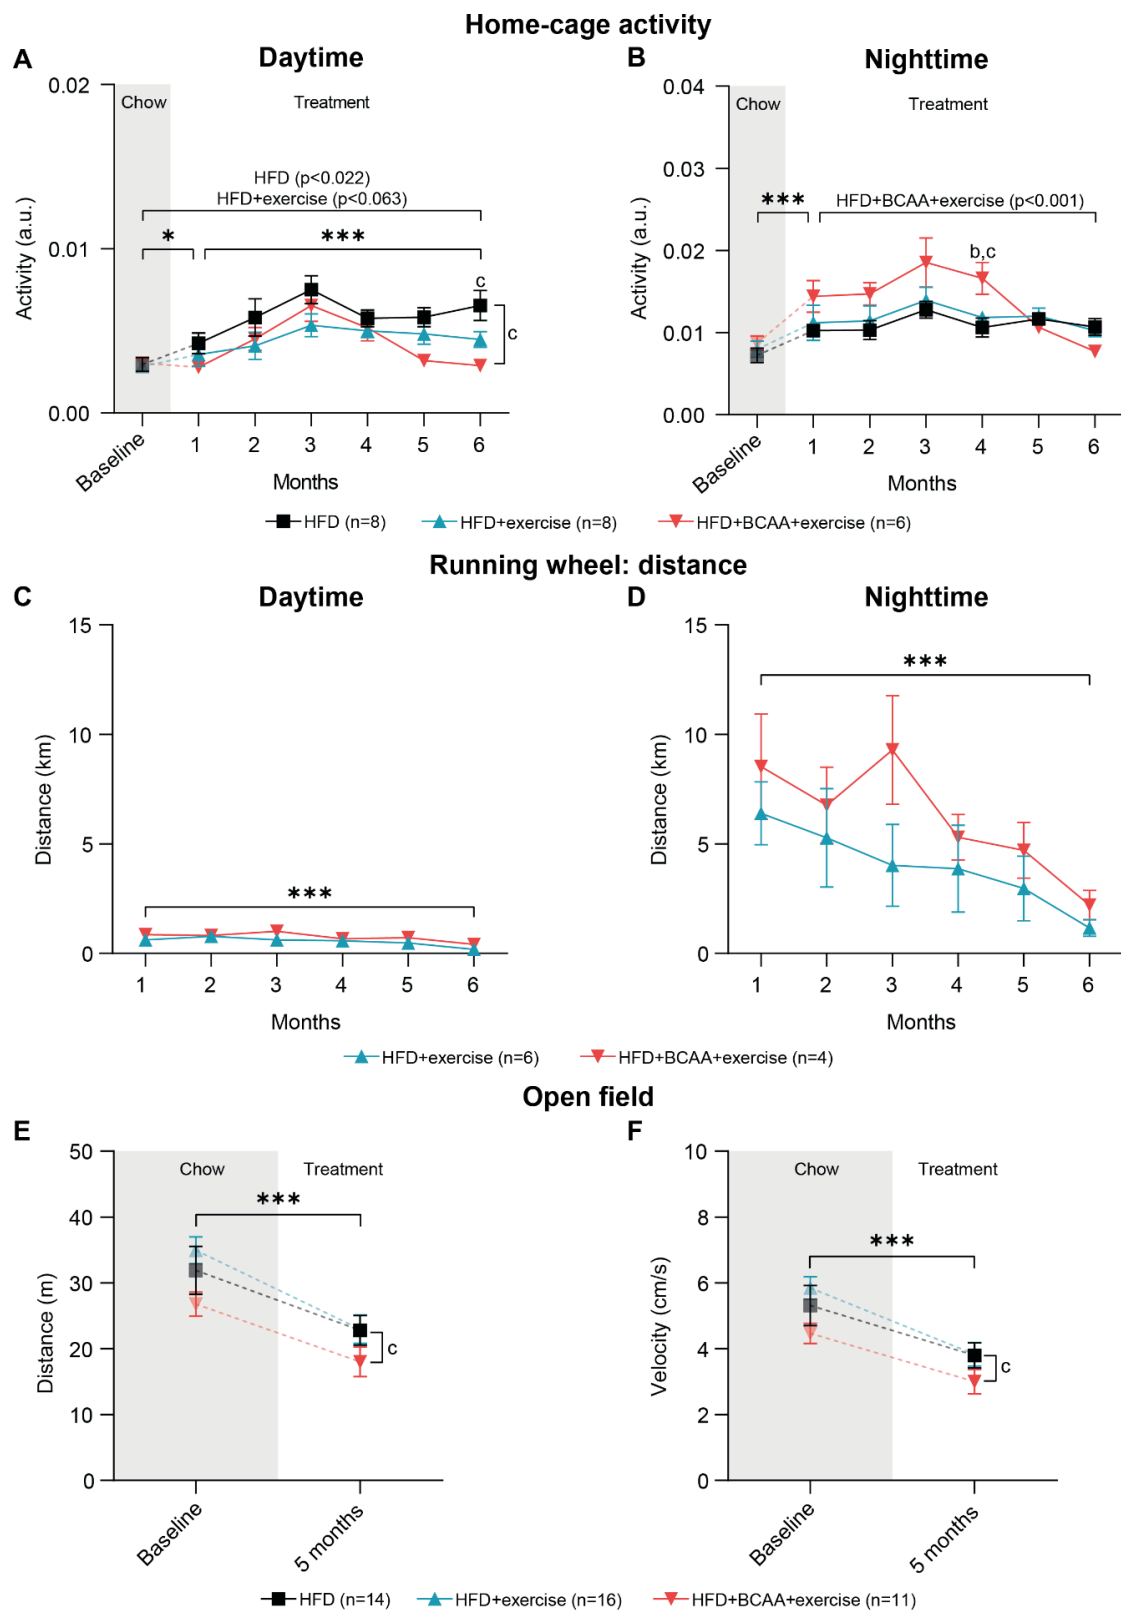 Home-cage activity
A
Daytime
0.02
0.01
0.00
Activity (a.u.)
Chow
Treatment
HFD (p<0.022)
HFD+exercise (p<0.063)
*
***
c
c
Baseline
1 2 3 4 5 6
Months
B
Nighttime
0.04
0.03
0.02
0.01
0.00
Activity (a.u.)
Chow
Treatment
***
HFD+BCAA+exercise (p<0.001)
b,c
Baseline
1 2 3 4 5 6
Months
HFD (n=8) HFD+exercise (n=8) HFD+BCAA+exercise (n=6)
Running wheel: distance
C
Daytime
15
10
5
0
Distance (km)
***
1 2 3 4 5 6
Months
D
Nighttime
15
10
5
0
Distance (km)
***
1 2 3 4 5 6
Months
HFD+exercise (n=6) HFD+BCAA+exercise (n=4)
Open field
E
50
40
30
20
10
0
Distance (m)
Chow
Treatment
***
c
Baseline
5 months
F
10
8
6
4
2
0
Velocity (cm/s)
Chow
Treatment
***
c
Baseline
5 months
HFD (n=14) HFD+exercise (n=16) HFD+BCAA+exercise (n=11)